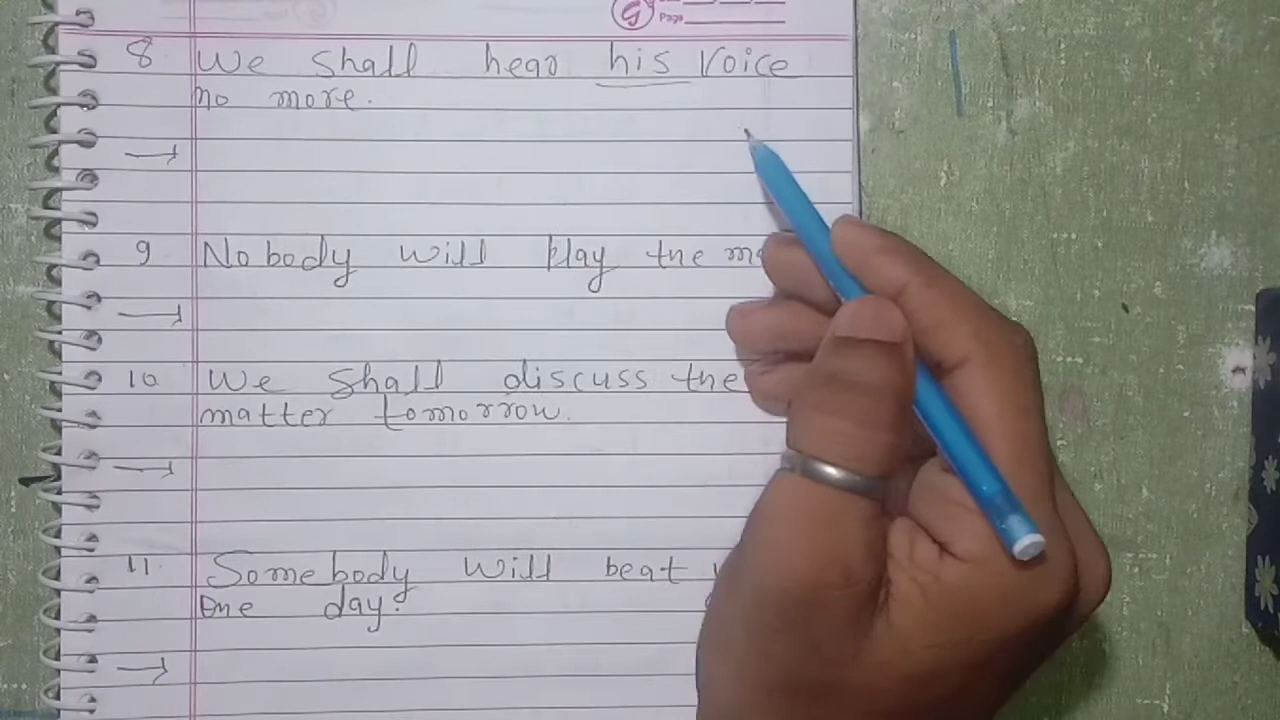 Page
8 We shall hear his voice
no more.
9 Nobody will play the
10 We shall discuss the
matter tomorrow.
11 Somebody will beat
one day.